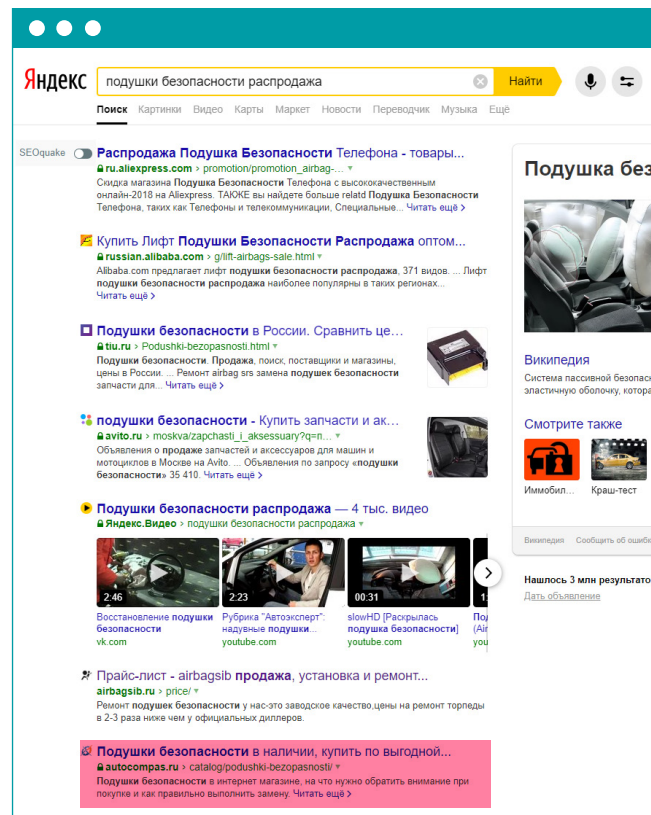 Яндекс
подушки безопасности распродажа
Найти
Поиск Картинки Видео Карты Маркет Новости Переводчик Музыка Ещё
SEOquake
Распродажа Подушка Безопасности Телефона - товары...
ru.aliexpress.com › promotion/promotion_airbag-...
Скидка магазина Подушка Безопасности Телефона с высококачественным
онлайн-2018 на Aliexpress. ТАКЖЕ вы найдете больше relatd Подушка Безопасности
Телефона, таких как Телефоны и телекоммуникации, Специальные... Читать ещё >
Купить Лифт Подушки Безопасности Распродажа оптом...
russian.alibaba.com › g/lift-airbags-sale.html
Alibaba.com предлагает лифт подушки безопасности распродажа, 371 видов. ... Лифт
подушки безопасности распродажа наиболее популярны в таких регионах...
Читать ещё >
Подушки безопасности в России. Сравнить це...
tiu.ru › Podushki-bezopasnosti.html
Подушки безопасности. Продажа, поиск, поставщики и магазины,
цены в России. ... Ремонт airbag srs замена подушек безопасности
запчасти для... Читать ещё >
подушки безопасности - Купить запчасти и ак...
avito.ru › moskva/zapchasti_i_aksessuary?q=п...
Объявления о продаже запчастей и аксессуаров для машин и
мотоциклов в Москве на Avito. ... Объявления по запросу «подушки
безопасности» 35 410. Читать ещё >
Подушки безопасности распродажа — 4 тыс. видео
Яндекс.Видео › подушки безопасности распродажа
2:46
2:23
00:31
1:
Восстановление подушки
безопасности
vk.com
Рубрика "Автоэксперт":
надувные подушки...
youtube.com
slowHD [Раскрылась
подушка безопасности]
youtube.com
Под
(Air
you
Прайс-лист - airbagsib продажа, установка и ремонт...
airbagsib.ru › price/
Ремонт подушек безопасности у нас-это заводское качество,цены на ремонт торпеды
в 2-3 раза ниже чем у официальных диллеров.
Подушки безопасности в наличии, купить по выгодной...
autocompas.ru › catalog/podushki-bezopasnosti/
Подушки безопасности в интернет магазине, на что нужно обратить внимание при
покупке и как правильно выполнить замену. Читать ещё >
Подушка без
Википедия
Система пассивной безопасн
эластичную оболочку, котора
Смотрите также
Иммобил... Краш-тест
Википедия Сообщить об ошибк
Нашлось 3 млн результато
Дать объявление